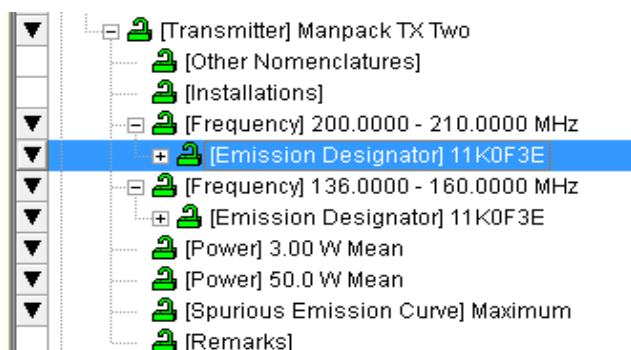 [Transmitter] Manpack TX Two
[Other Nomenclatures]
[Installations]
[Frequency] 200.0000 - 210.0000 MHz
[Emission Designator] 11K0F3E
[Frequency] 136.0000 - 160.0000 MHz
[Emission Designator] 11K0F3E
[Power] 3.00 W Mean
[Power] 50.0 W Mean
[Spurious Emission Curve] Maximum
[Remarks]